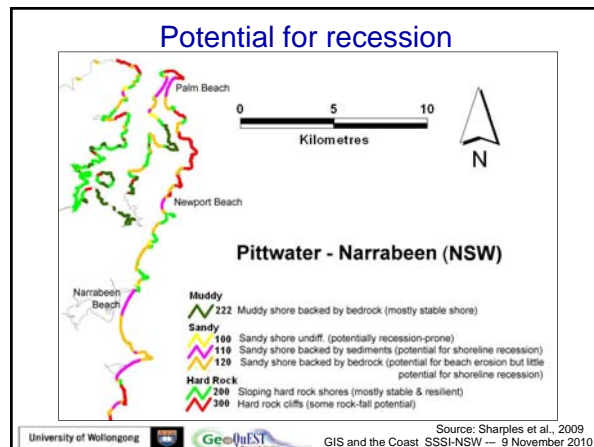 Potential for recession
Palm Beach
0 5 10
Kilometres
N
Newport Beach
Pittwater - Narrabeen (NSW)
Narrabeen
Beach
Muddy
222 Muddy shore backed by bedrock (mostly stable shore)
Sandy
100 Sandy shore undiff. (potentially recession-prone)
110 Sandy shore backed by sediments (potential for shoreline recession)
120 Sandy shore backed by bedrock (potential for beach erosion but little
potential for shoreline recession)
Hard Rock
200 Sloping hard rock shores (mostly stable & resilient)
300 Hard rock cliffs (some rock-fall potential)
University of Wollongong
GeoQuEST
Source: Sharples et al., 2009
GIS and the Coast SSSI-NSW --- 9 November 2010